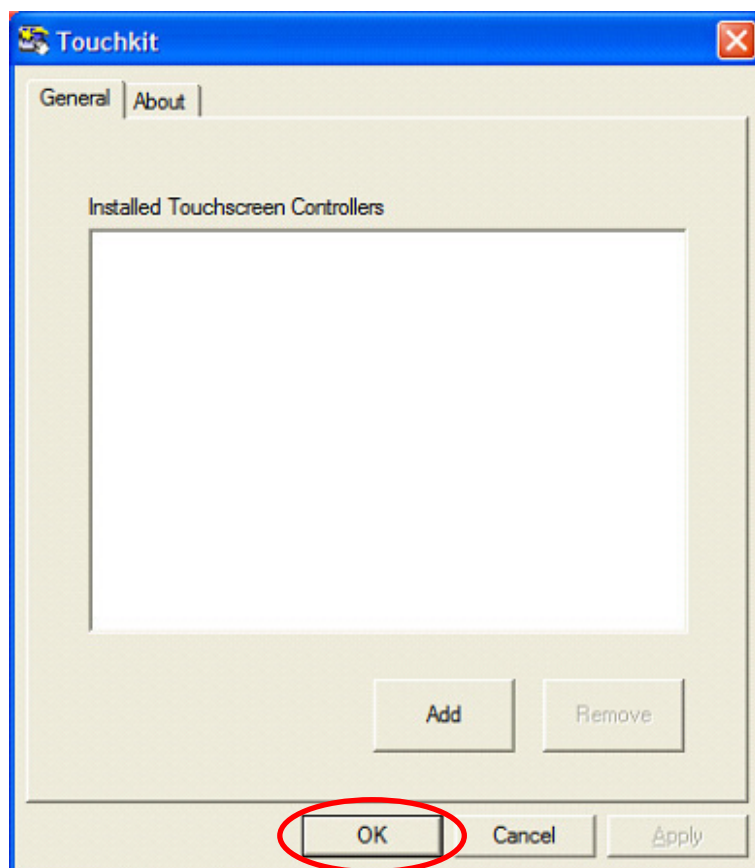 Touchkit
General About
Installed Touchscreen Controllers
Add Remove
OK Cancel Apply